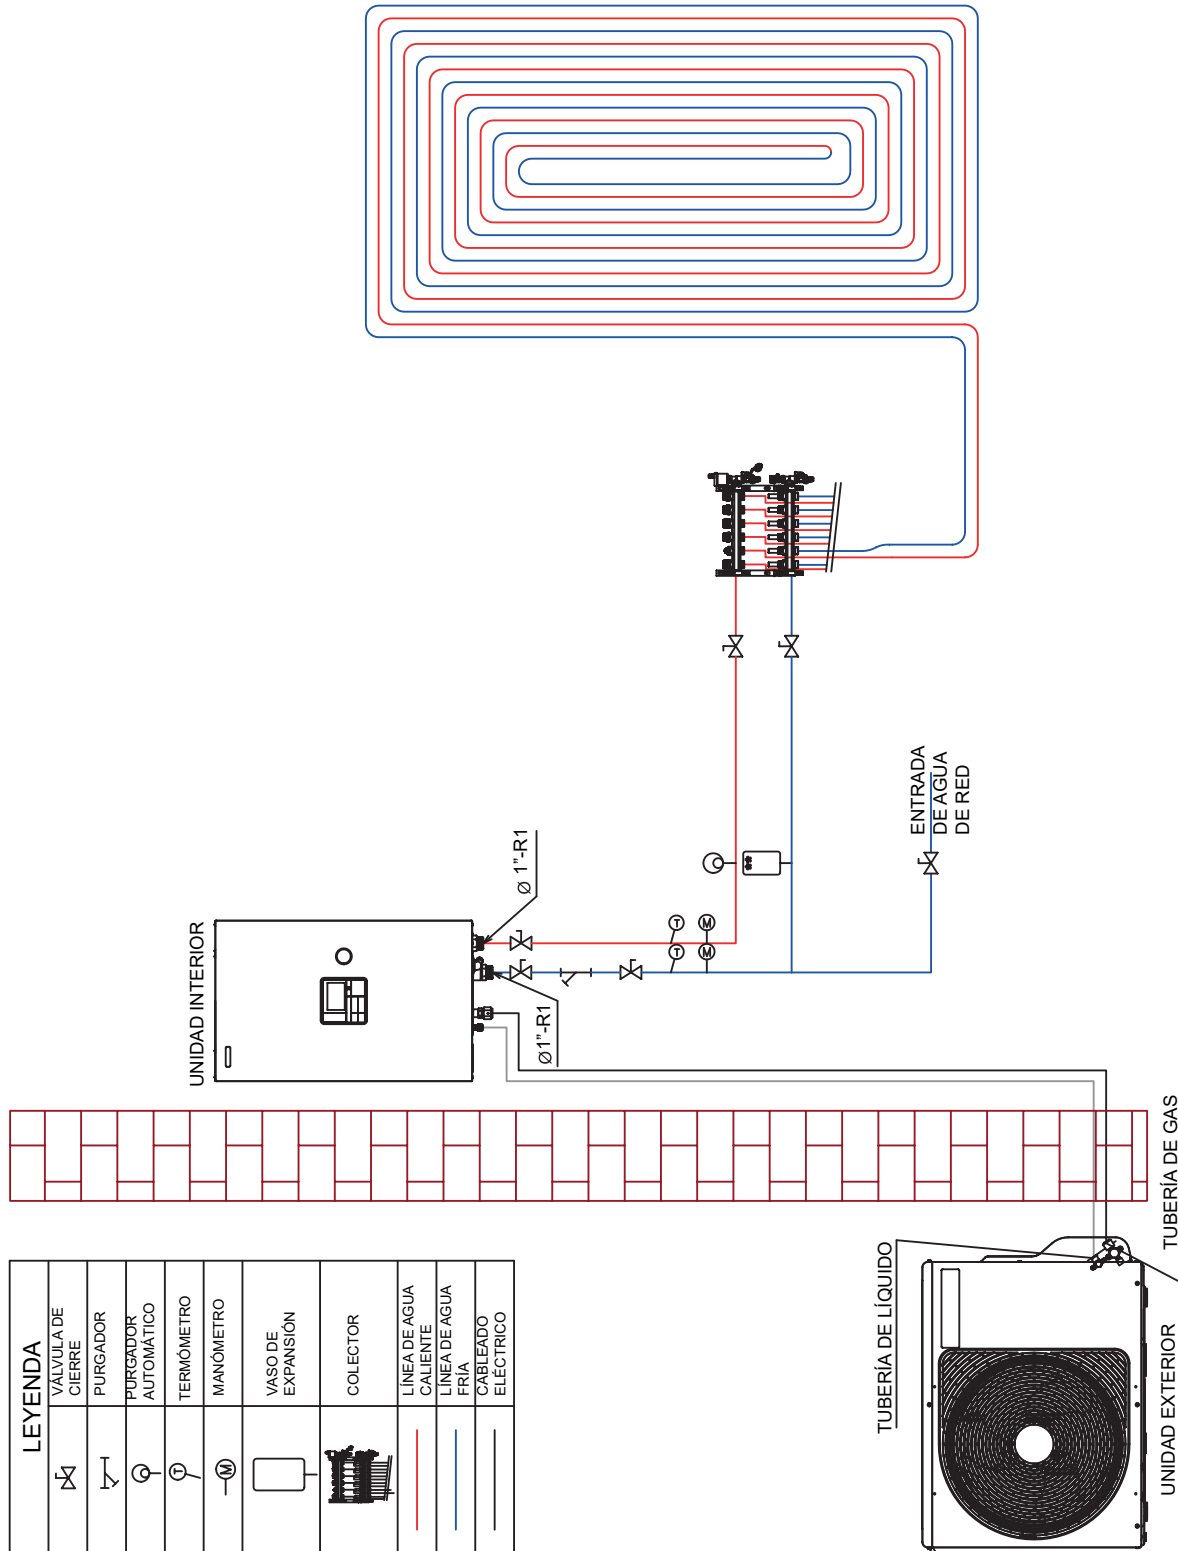 LEYENDA
VÁLVULA DE
CIERRE
PURGADOR
PURGADOR
AUTOMÁTICO
T
TERMÓMETRO
M
MANÓMETRO
VASO DE
EXPANSIÓN
COLECTOR
LÍNEA DE AGUA
CALIENTE
LÍNEA DE AGUA
FRÍA
CABLEADO
ELÉCTRICO
UNIDAD INTERIOR
Ø 1”-R1
Ø1”-R1
T
T
M
M
ENTRADA
DE AGUA
DE RED
TUBERÍA DE LÍQUIDO
TUBERÍA DE GAS
UNIDAD EXTERIOR